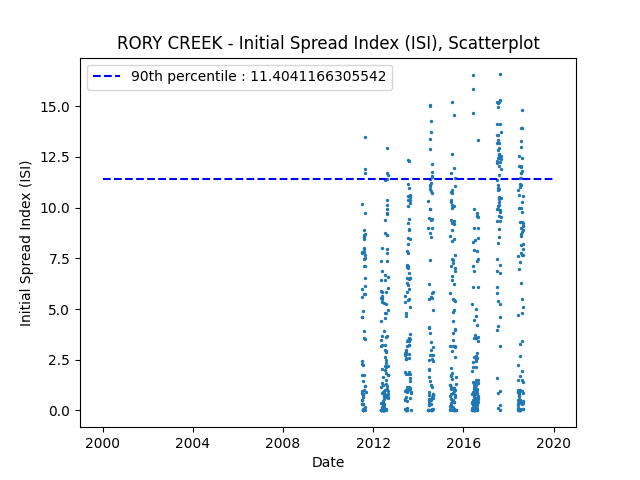 RORY CREEK - Initial Spread Index (ISI), Scatterplot
90th percentile : 11.4041166305542
15.0
12.5
10.0
7.5
5.0
2.5
0.0
Initial Spread Index (ISI)
2000 2004 2008 2012 2016 2020
Date